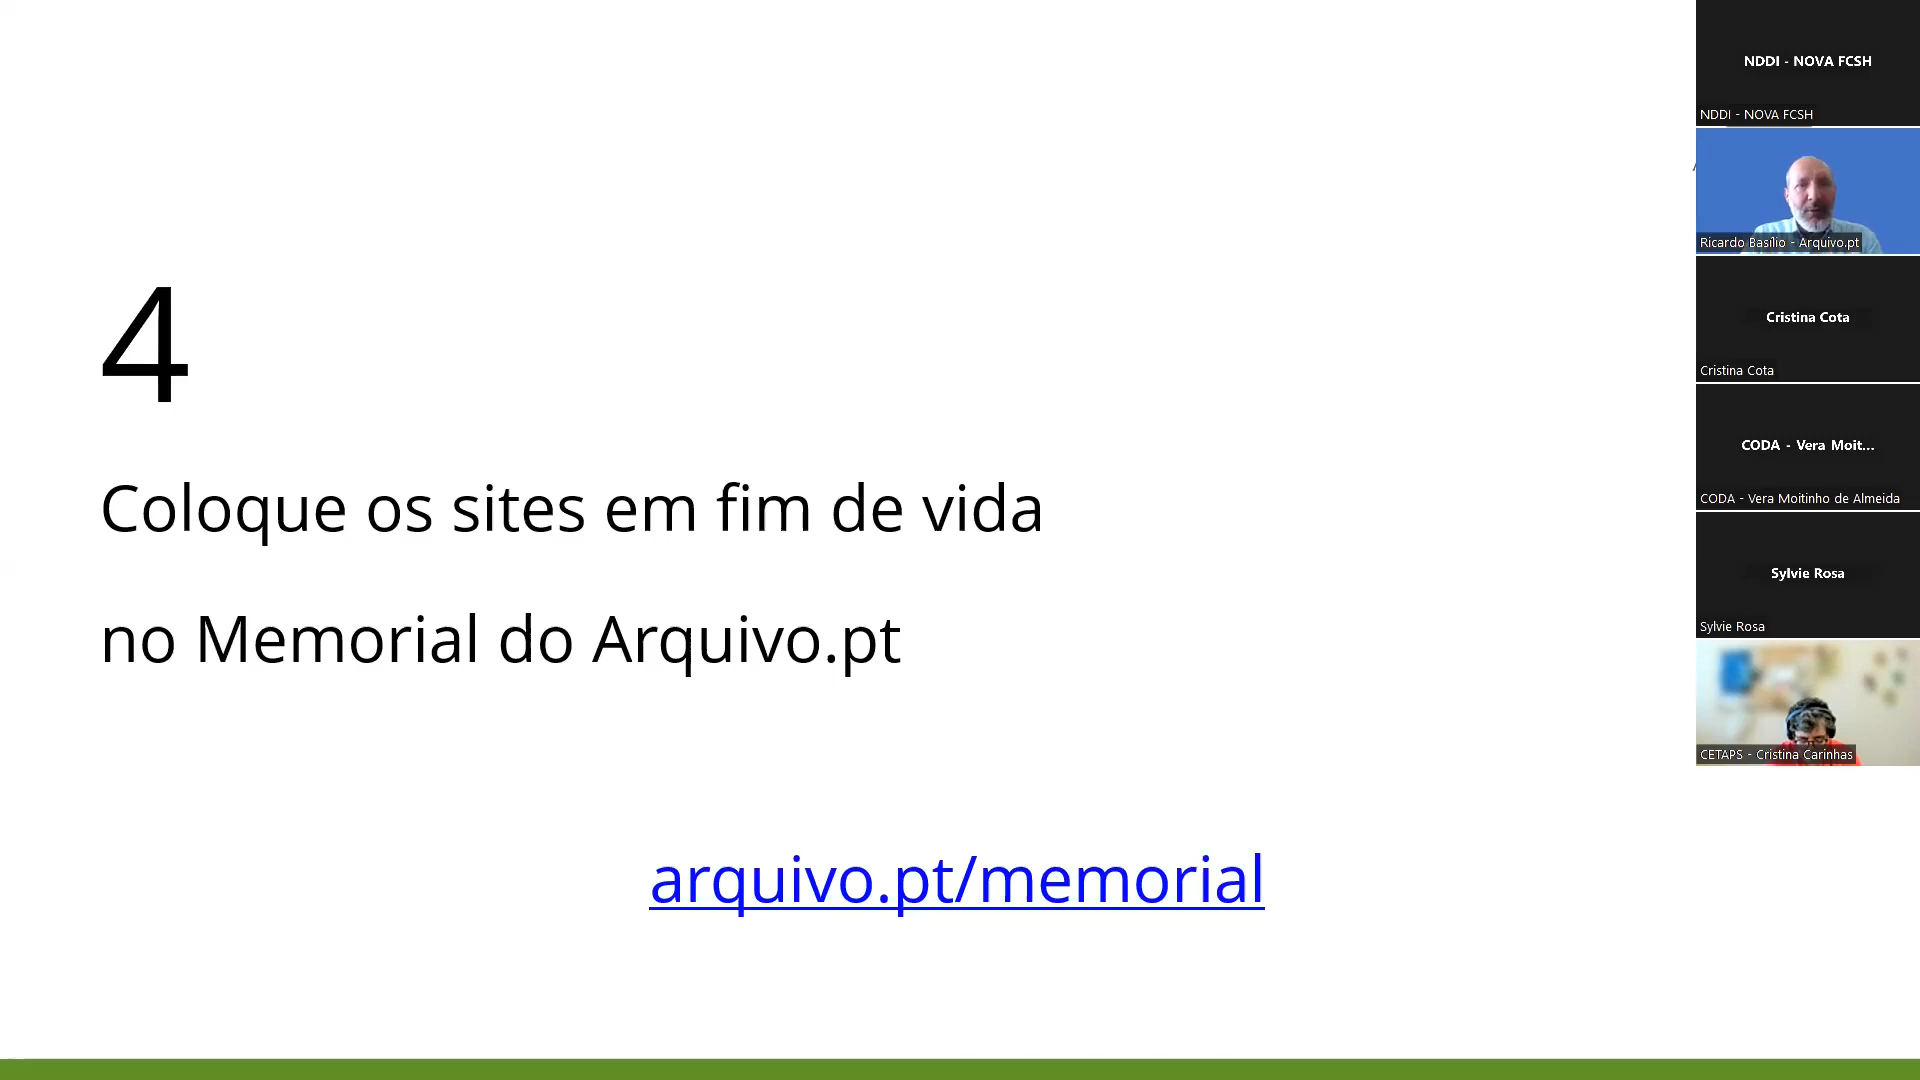 4
Coloque os sites em fim de vida
no Memorial do Arquivo.pt
arquivo.pt/memorial
NDDI - NOVA FCSH
NDDI - NOVA FCSH
Ricardo Basílio - Arquivo.pt
Cristina Cota
Cristina Cota
CODA - Vera Moit...
CODA - Vera Moitinho de Almeida
Sylvie Rosa
Sylvie Rosa
CETAPS - Cristina Carinhas